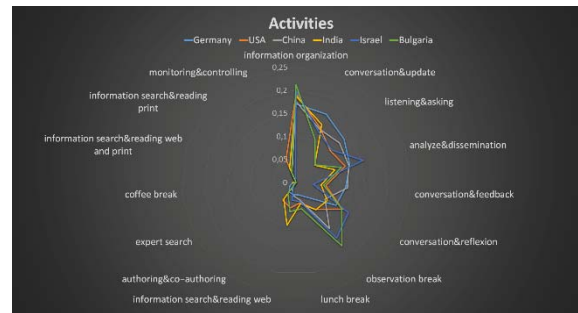 Activities
Germany USA China India Israel Bulgaria
information organization
monitoring&controlling
0,25
conversation&update
information search&reading
print
0,2
listening&asking
0,15
information search&reading web
and print
0,1
analyze&dissemination
0,05
coffee break
0
conversation&feedback
expert search
conversation&reflexion
authoring&co-authoring
observation break
information search&reading web
lunch break